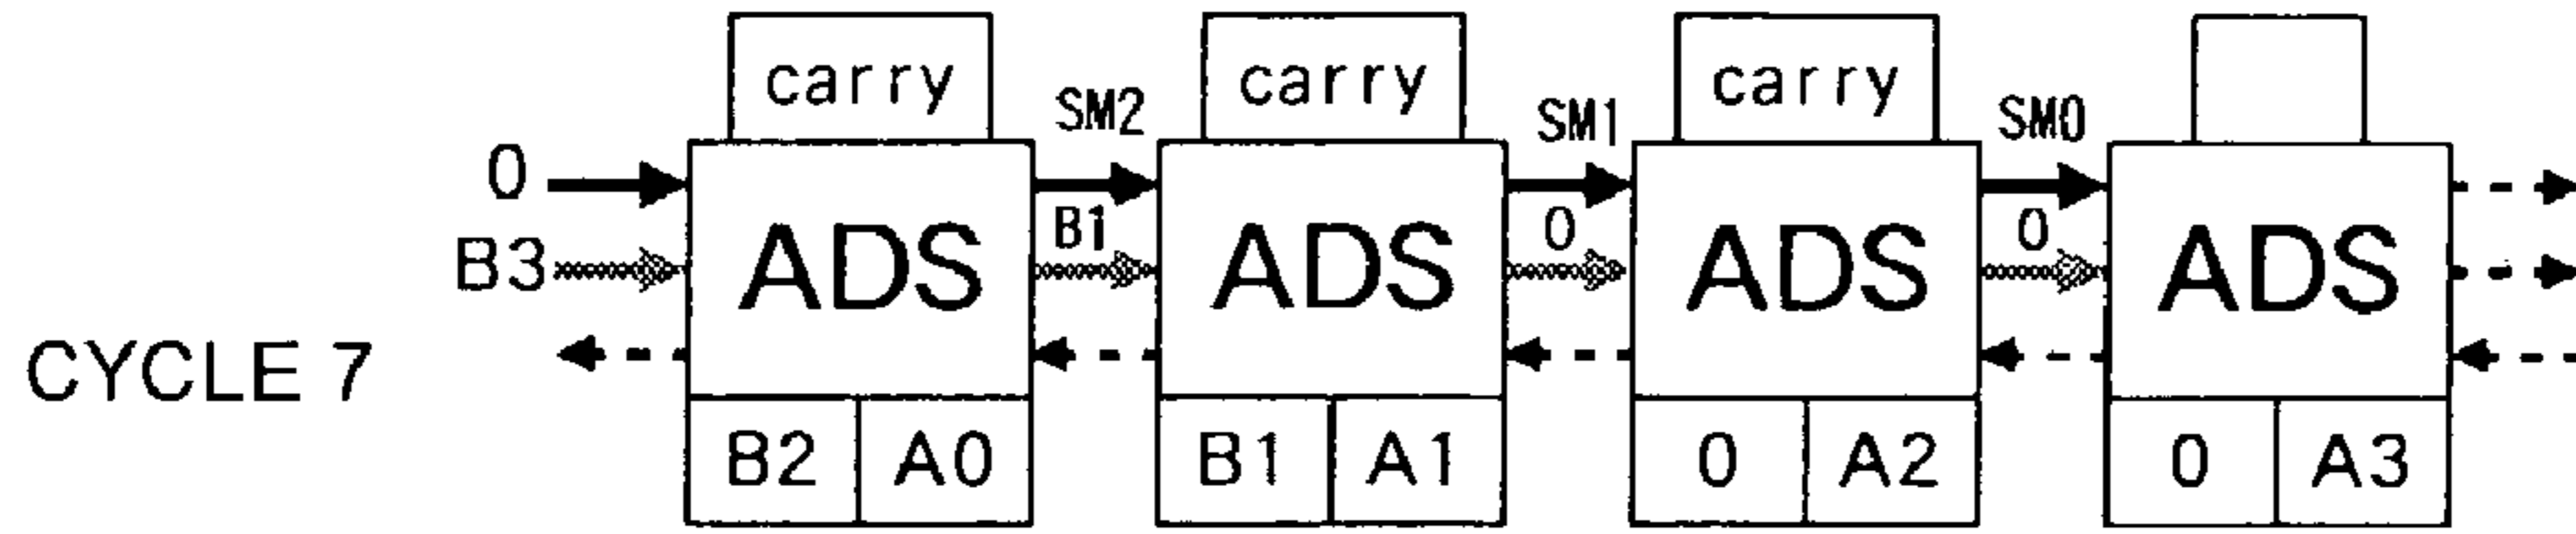 carry carry carry
SM2 SM1 SM0
0
B1 0 0
B3 ADS ADS ADS ADS
CYCLE 7
B2 A0 B1 A1 0 A2 0 A3